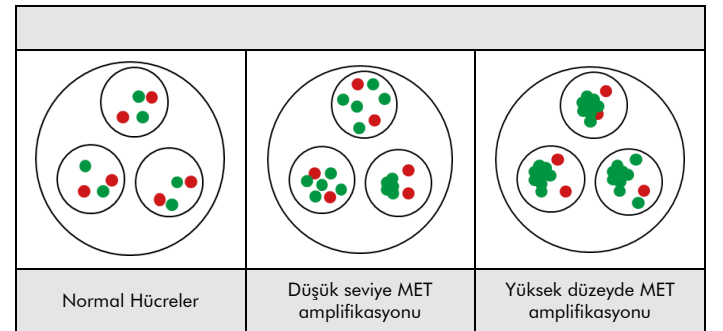 Normal Hücreler
Düşük seviye MET
amplifikasyonu
Yüksek düzeyde MET
amplifikasyonu